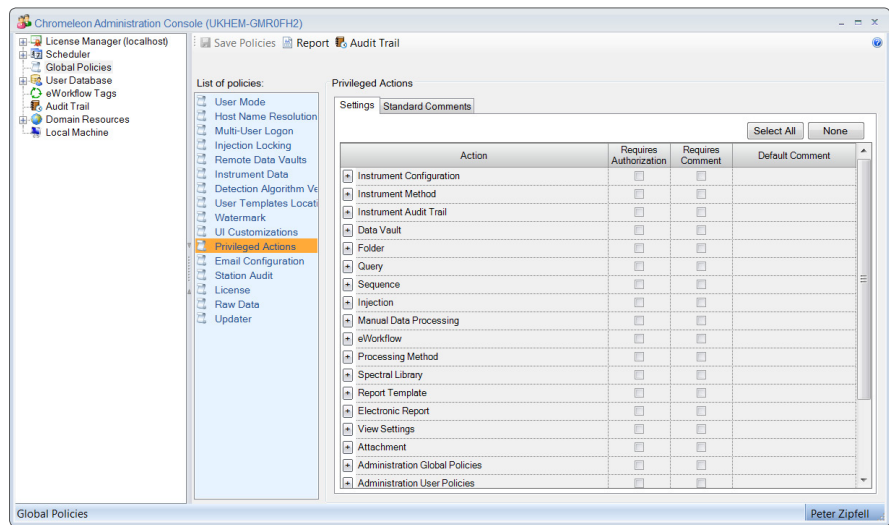 Chromeleon Administration Console (UKHEM-GMR0FH2)
License Manager (localhost)
Scheduler
Global Policies
User Database
eWorkflow Tags
Audit Trail
Domain Resources
Local Machine
Save Policies Report Audit Trail
List of policies:
User Mode
Host Name Resolution
Multi-User Logon
Injection Locking
Remote Data Vaults
Instrument Data
Detection Algorithm Ve
User Templates Locati
Watermark
UI Customizations
Privileged Actions
Email Configuration
Station Audit
License
Raw Data
Updater
Privileged Actions
Settings Standard Comments
Select All None
Action Requires Authorization Requires Comment Default Comment
Instrument Configuration
Instrument Method
Instrument Audit Trail
Data Vault
Folder
Query
Sequence
Injection
Manual Data Processing
eWorkflow
Processing Method
Spectral Library
Report Template
Electronic Report
View Settings
Attachment
Administration Global Policies
Administration User Policies
Global Policies Peter Zipfell